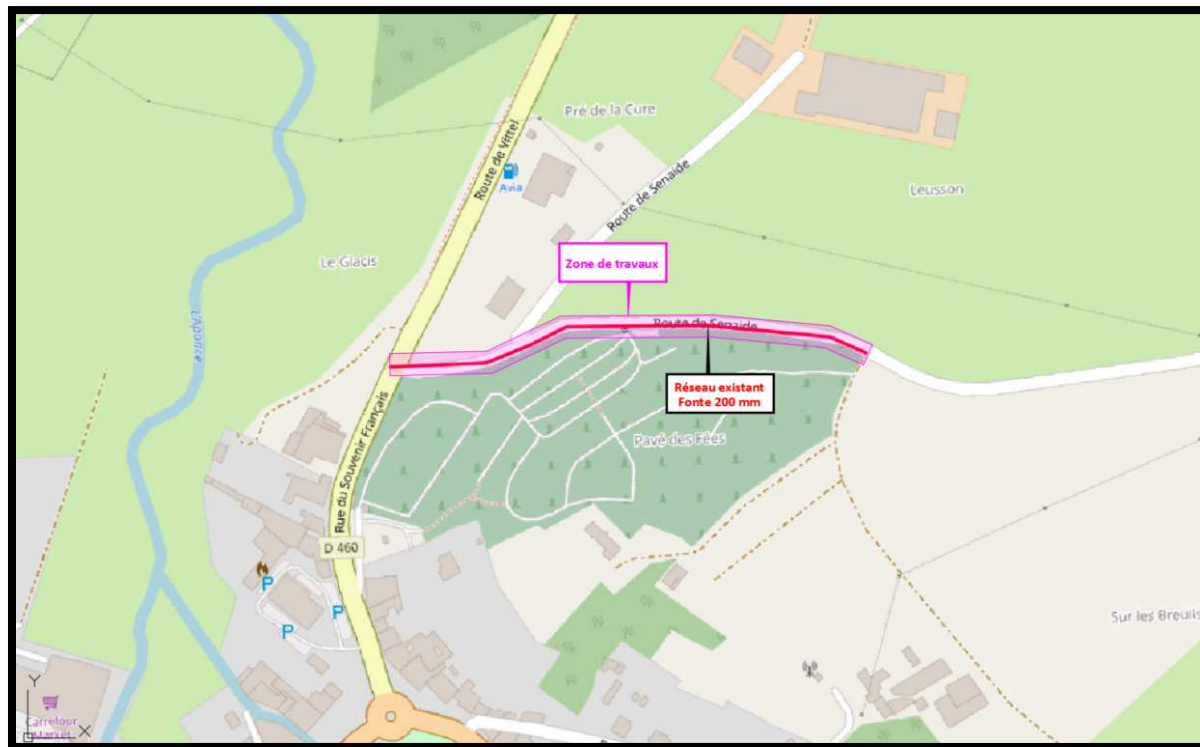 Pré de la Cure
Route de Vittel
Avia
Route de Senaide
Leusson
Le Glacis
Zone de travaux
L'Apance
Route de Senaide
Réseau existant
Fonte 200 mm
Pavé des Fées
Rue du Souvenir Français
D 460
P
P
P
Sur les Breuils
Y
X
Carrefour
Market